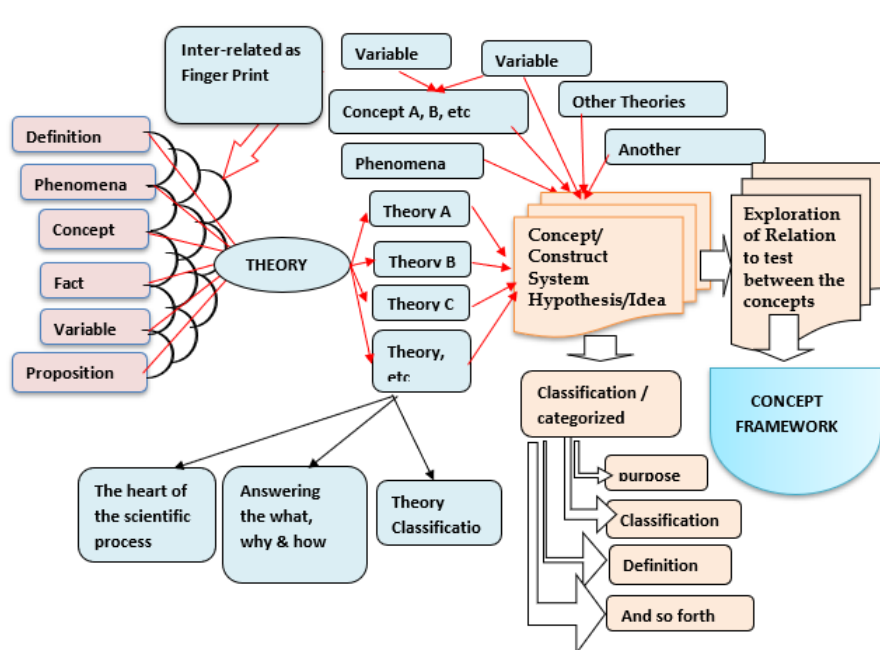 Inter-related as
Finger Print
Variable
Variable
Concept A, B, etc
Other Theories
Another
Phenomena
Definition
Phenomena
Concept
Fact
Variable
Proposition
THEORY
Theory A
Theory B
Theory C
Theory,
etc
Concept/
Construct
System
Hypothesis/Idea
Exploration
of Relation
to test
between the
concepts
CONCEPT
FRAMEWORK
Classification /
categorized
purpose
Classification
Definition
And so forth
The heart of
the scientific
process
Answering
the what,
why & how
Theory
Classificatio